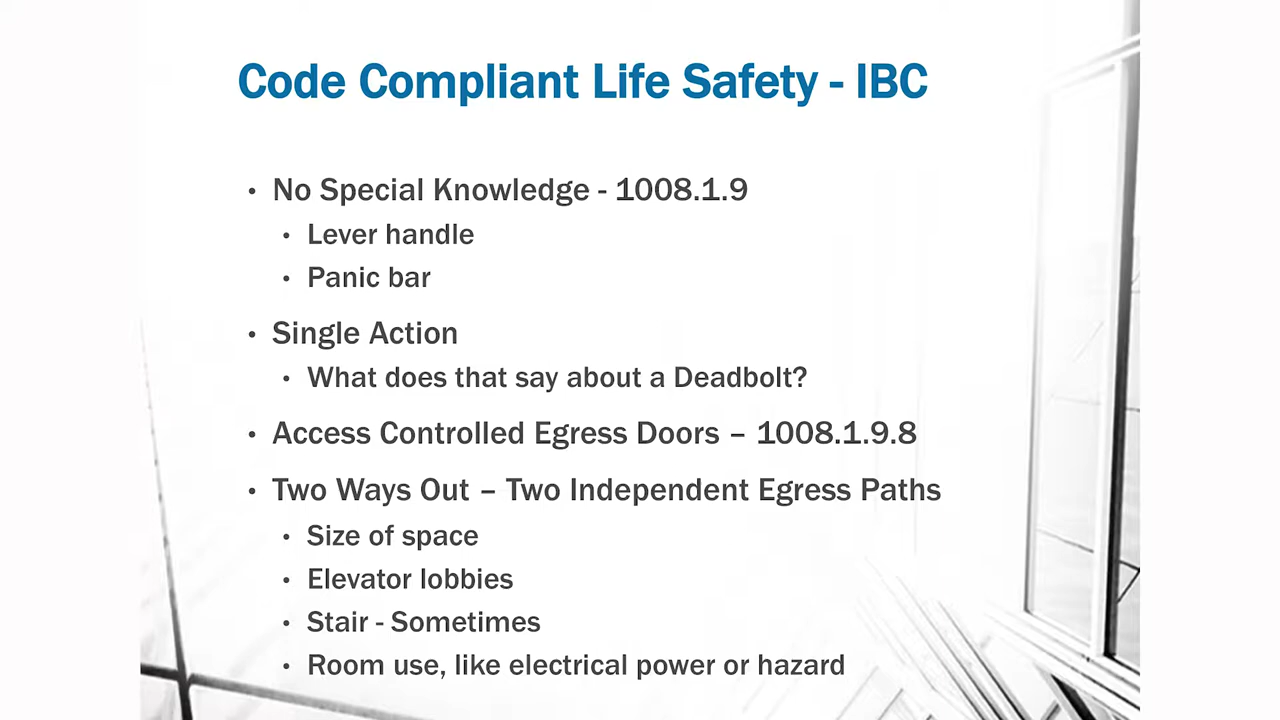 Code Compliant Life Safety - IBC
• No Special Knowledge - 1008.1.9
• Lever handle
• Panic bar
• Single Action
• What does that say about a Deadbolt?
• Access Controlled Egress Doors – 1008.1.9.8
• Two Ways Out – Two Independent Egress Paths
• Size of space
• Elevator lobbies
• Stair - Sometimes
• Room use, like electrical power or hazard